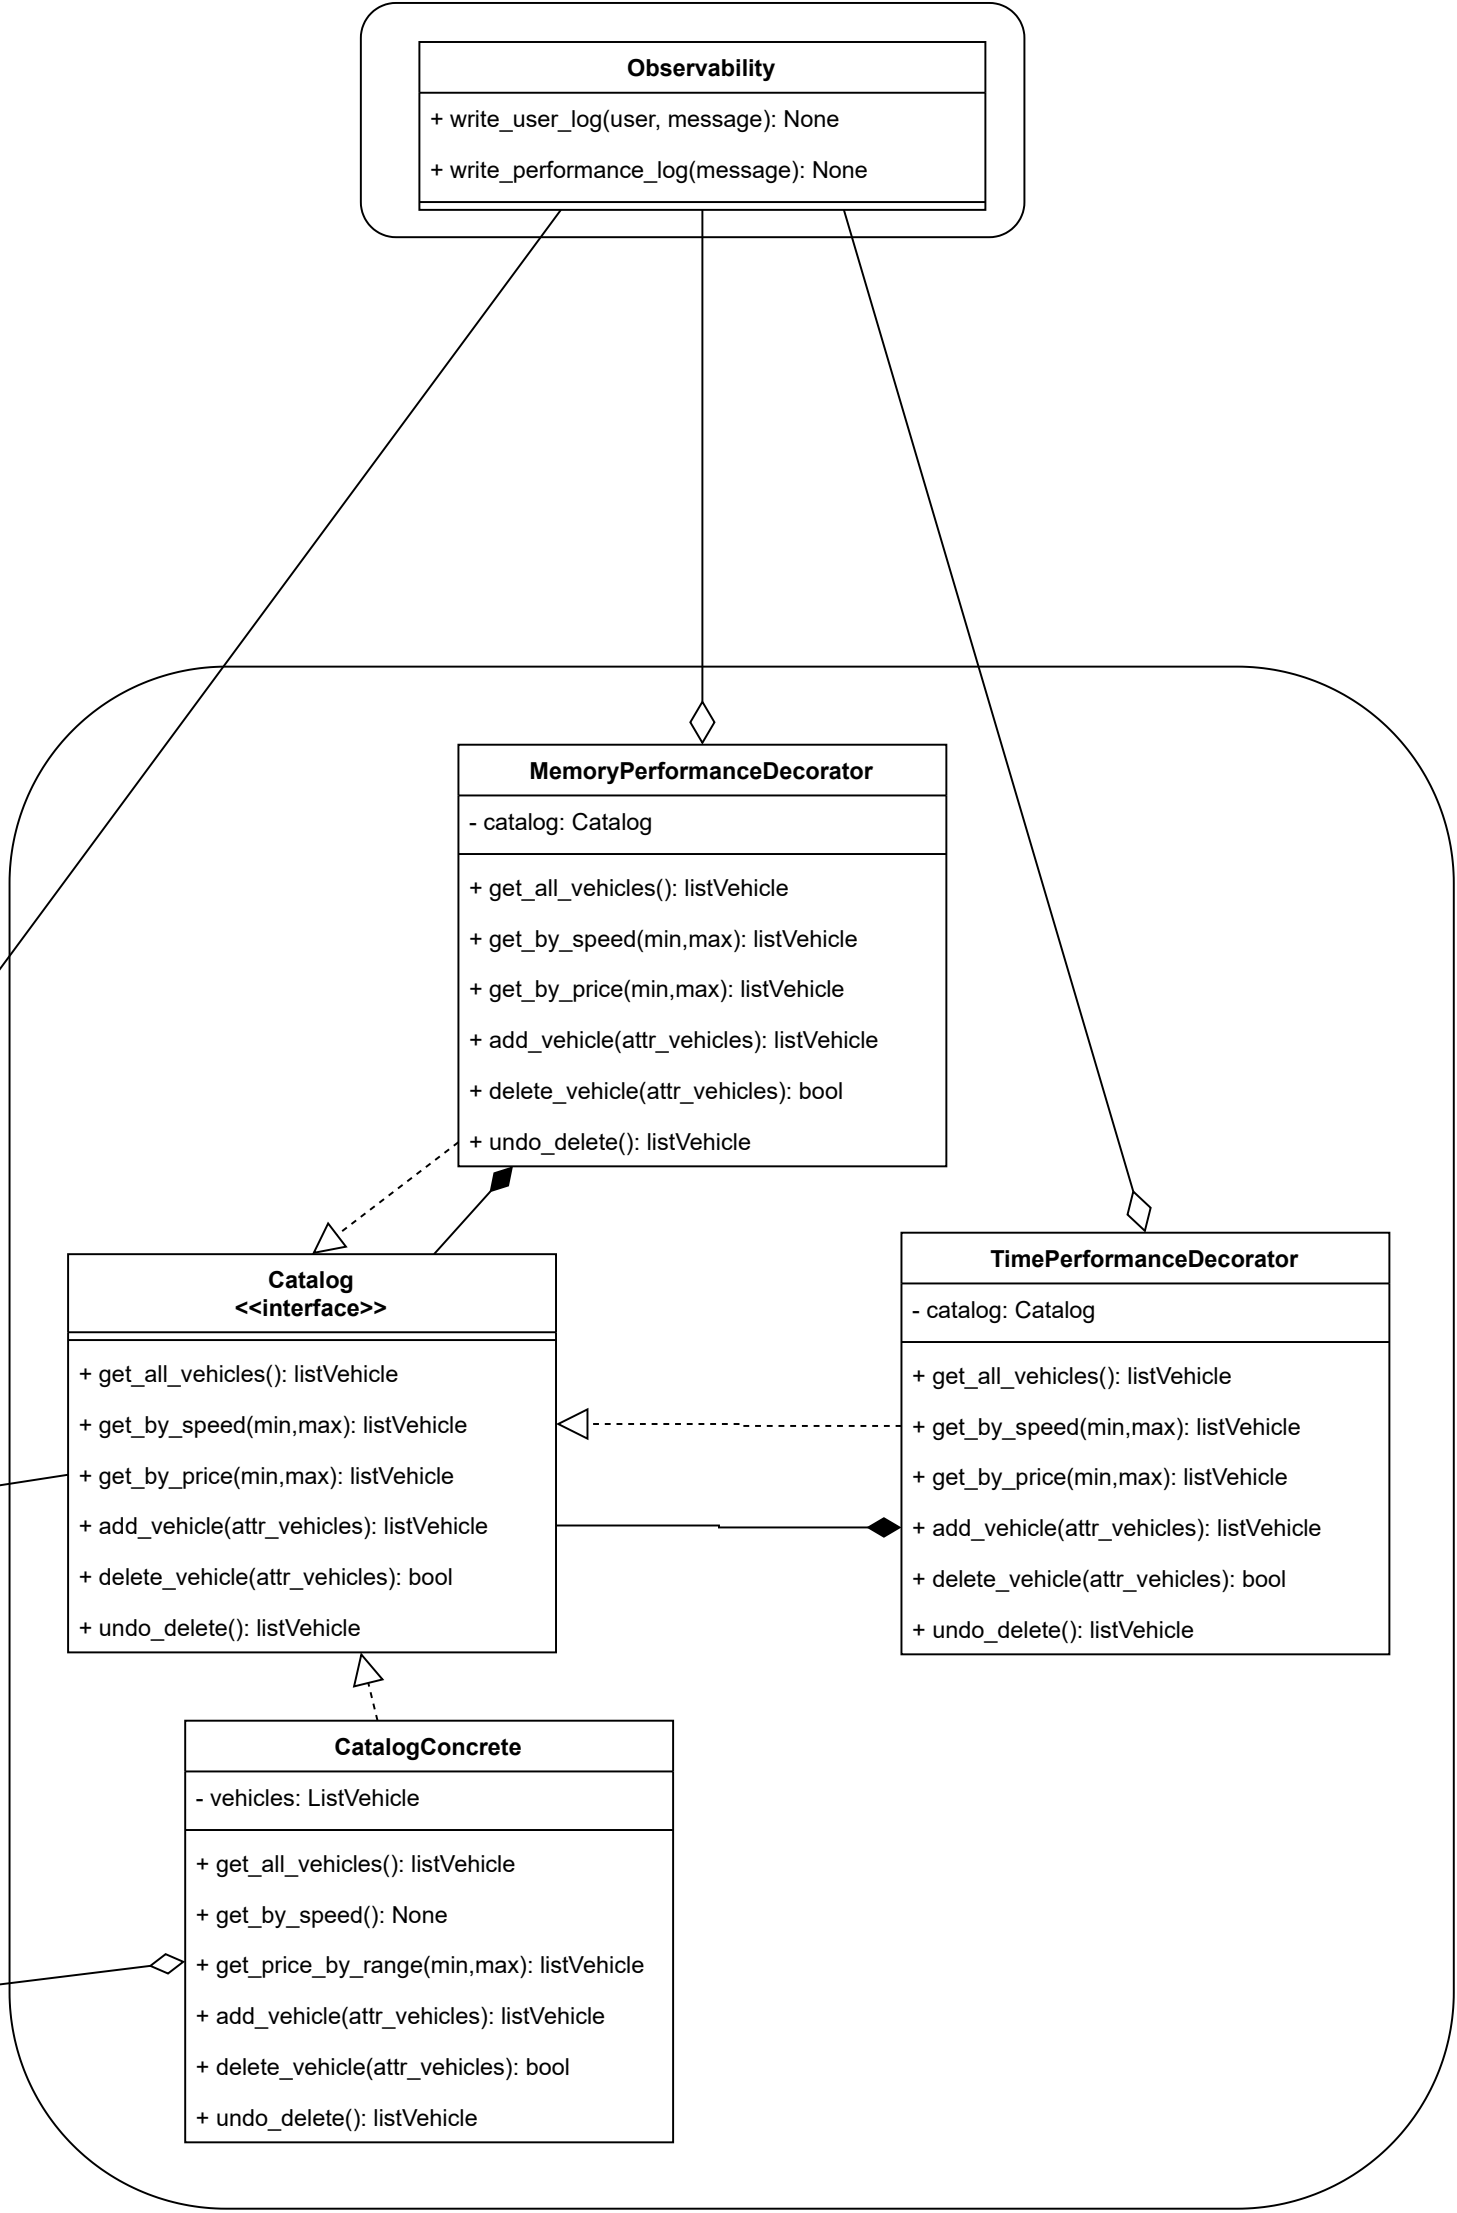 Observability
+ write_user_log(user, message): None
+ write_performance_log(message): None
MemoryPerformanceDecorator
- catalog: Catalog
+ get_all_vehicles(): listVehicle
+ get_by_speed(min,max): listVehicle
+ get_by_price(min,max): listVehicle
+ add_vehicle(attr_vehicles): listVehicle
+ delete_vehicle(attr_vehicles): bool
+ undo_delete(): listVehicle
Catalog
<<interface>>
+ get_all_vehicles(): listVehicle
+ get_by_speed(min,max): listVehicle
+ get_by_price(min,max): listVehicle
+ add_vehicle(attr_vehicles): listVehicle
+ delete_vehicle(attr_vehicles): bool
+ undo_delete(): listVehicle
TimePerformanceDecorator
- catalog: Catalog
+ get_all_vehicles(): listVehicle
+ get_by_speed(min,max): listVehicle
+ get_by_price(min,max): listVehicle
+ add_vehicle(attr_vehicles): listVehicle
+ delete_vehicle(attr_vehicles): bool
+ undo_delete(): listVehicle
CatalogConcrete
- vehicles: ListVehicle
+ get_all_vehicles(): listVehicle
+ get_by_speed(): None
+ get_price_by_range(min,max): listVehicle
+ add_vehicle(attr_vehicles): listVehicle
+ delete_vehicle(attr_vehicles): bool
+ undo_delete(): listVehicle